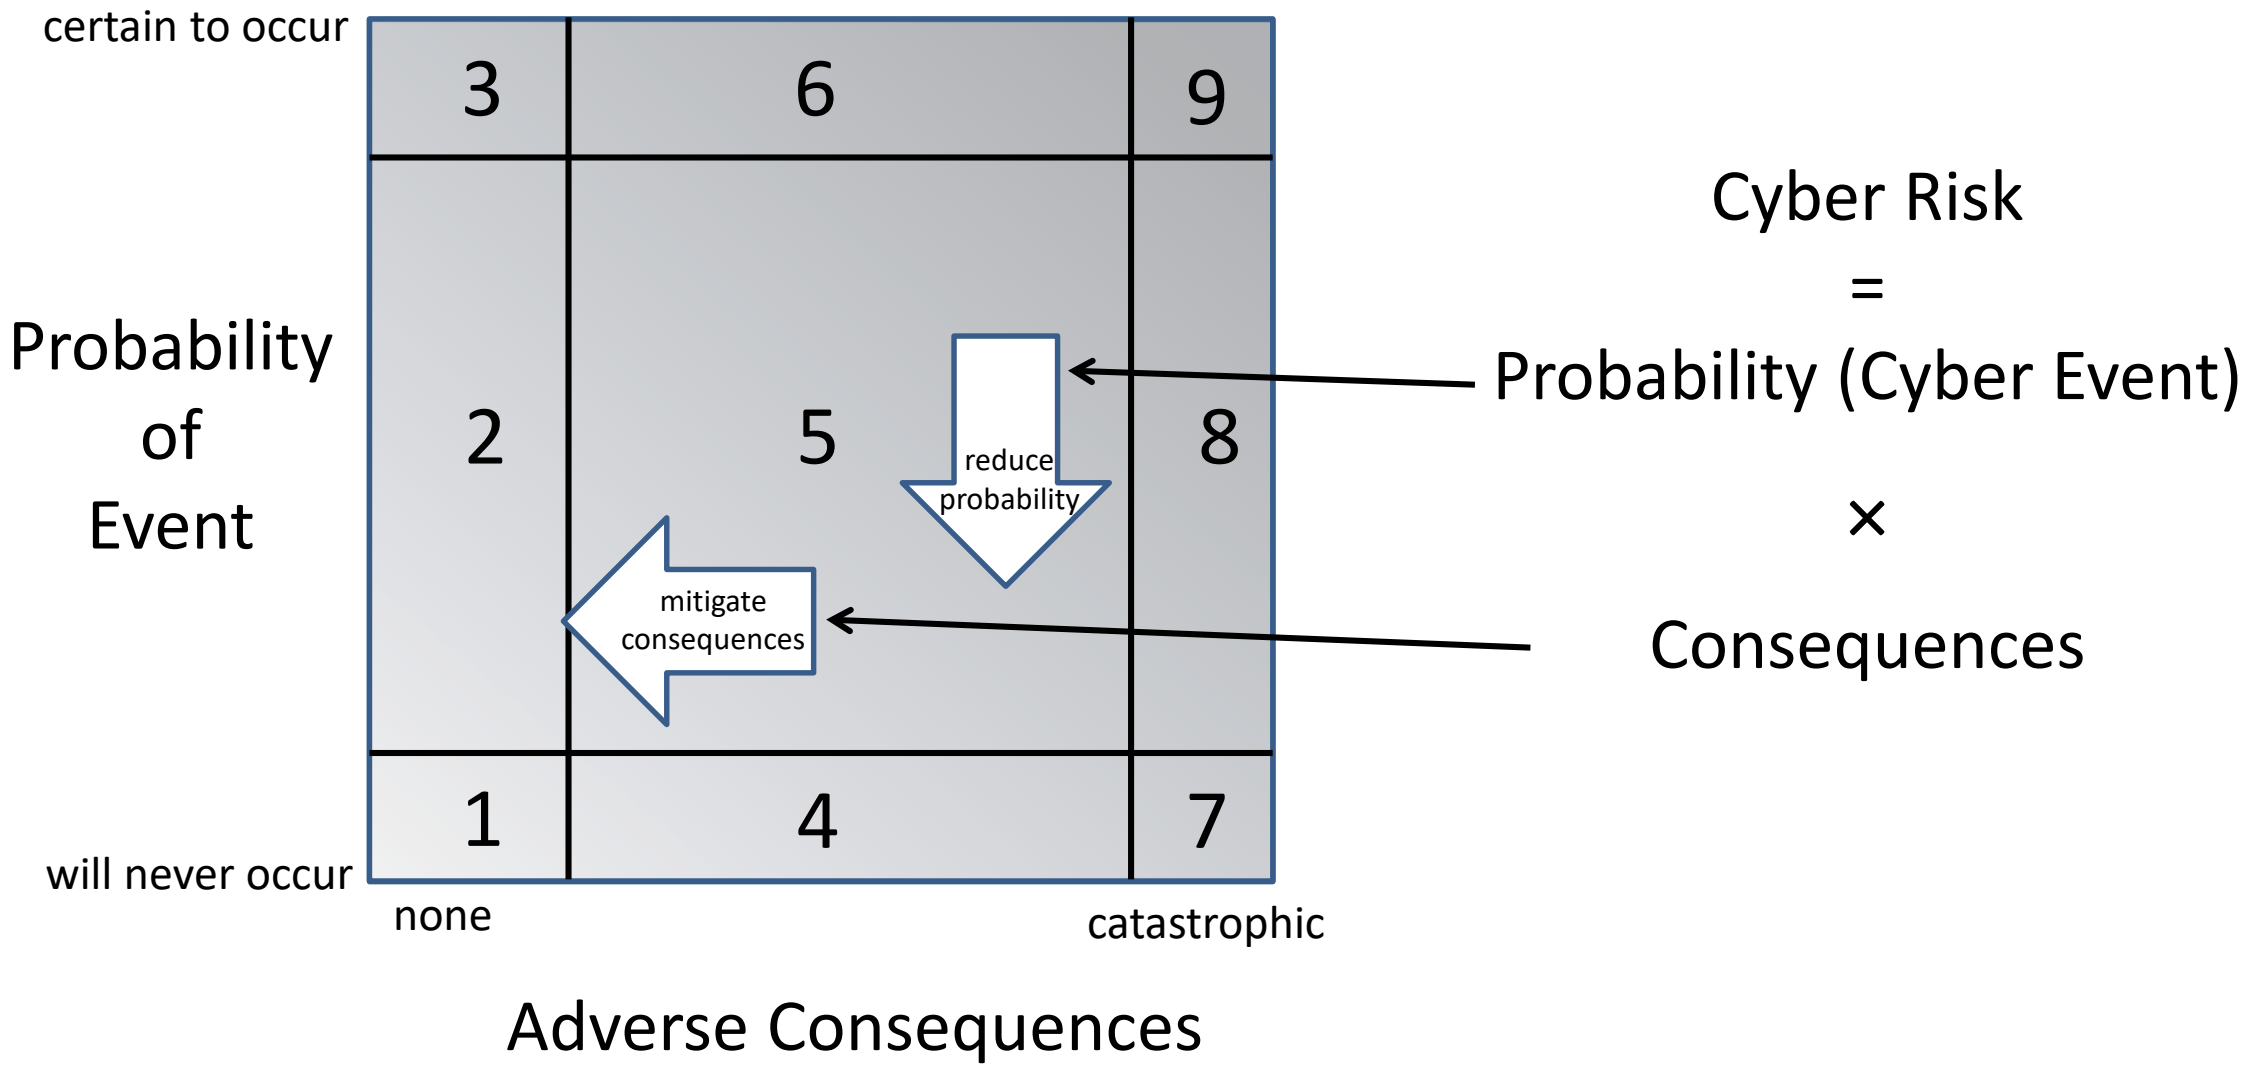 certain to occur
3
6
9
Probability
of
Event
2
5
8
reduce
probability
mitigate
consequences
1
4
7
will never occur
none
catastrophic
Adverse Consequences
Cyber Risk
=
Probability (Cyber Event)
×
Consequences